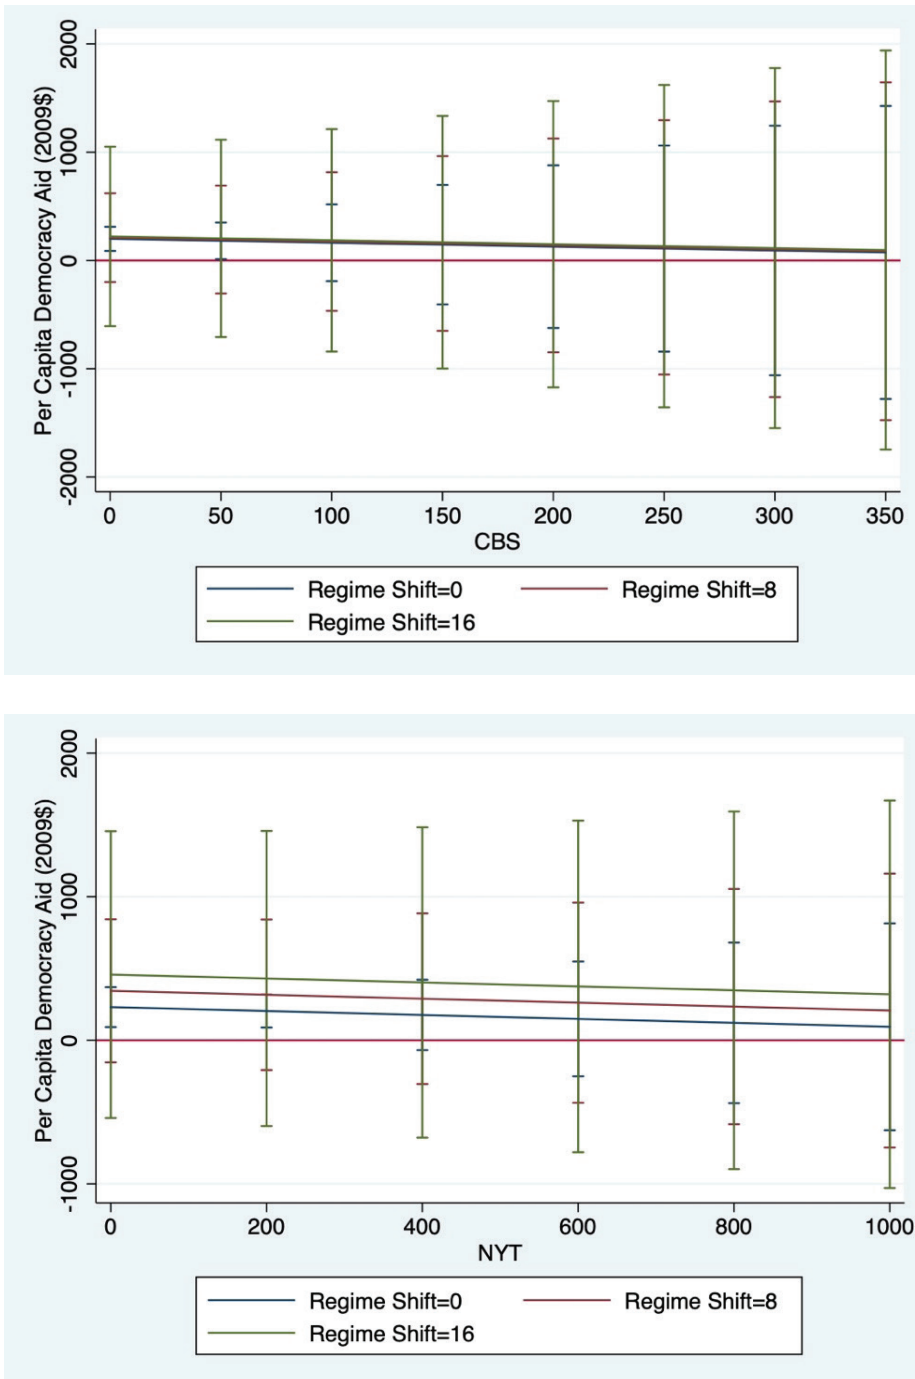 Per Capita Democracy Aid (2009$)
2000
1000
0
-1000
-2000
0 50 100 150 200 250 300 350
CBS
Regime Shift=0 Regime Shift=8
Regime Shift=16
Per Capita Democracy Aid (2009$)
2000
1000
0
-1000
0 200 400 600 800 1000
NYT
Regime Shift=0 Regime Shift=8
Regime Shift=16